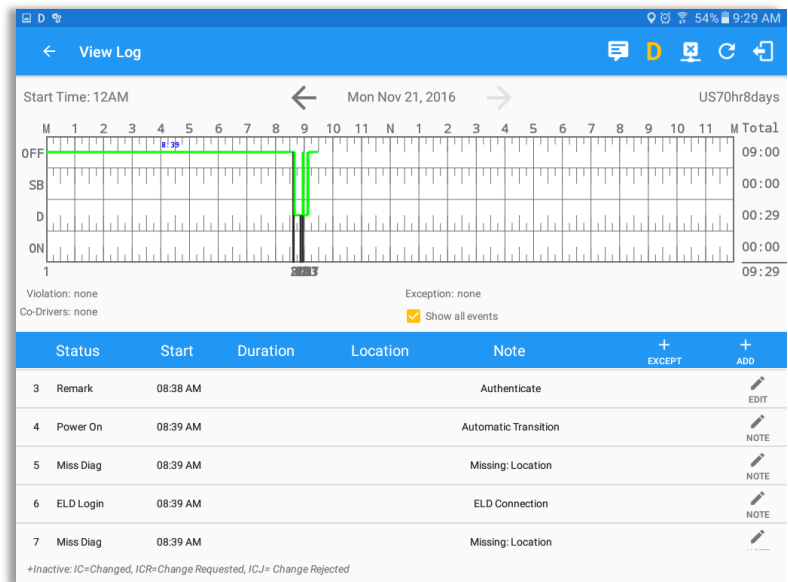 D 54% 9:29 AM
View Log D
Start Time: 12AM Mon Nov 21, 2016 US70hr8days
M 1 2 3 4 5 6 7 8 9 10 11 N 1 2 3 4 5 6 7 8 9 10 11 M Total
OFF 8:39 09:00
SB 00:00
D 00:29
ON 00:00
1 09:29
Violation: none Exception: none
Co-Drivers: none Show all events
Status Start Duration Location Note + EXCEPT + ADD
3 Remark 08:38 AM Authenticate EDIT
4 Power On 08:39 AM Automatic Transition NOTE
5 Miss Diag 08:39 AM Missing: Location NOTE
6 ELD Login 08:39 AM ELD Connection NOTE
7 Miss Diag 08:39 AM Missing: Location
+Inactive: IC=Changed, ICR=Change Requested, ICJ= Change Rejected